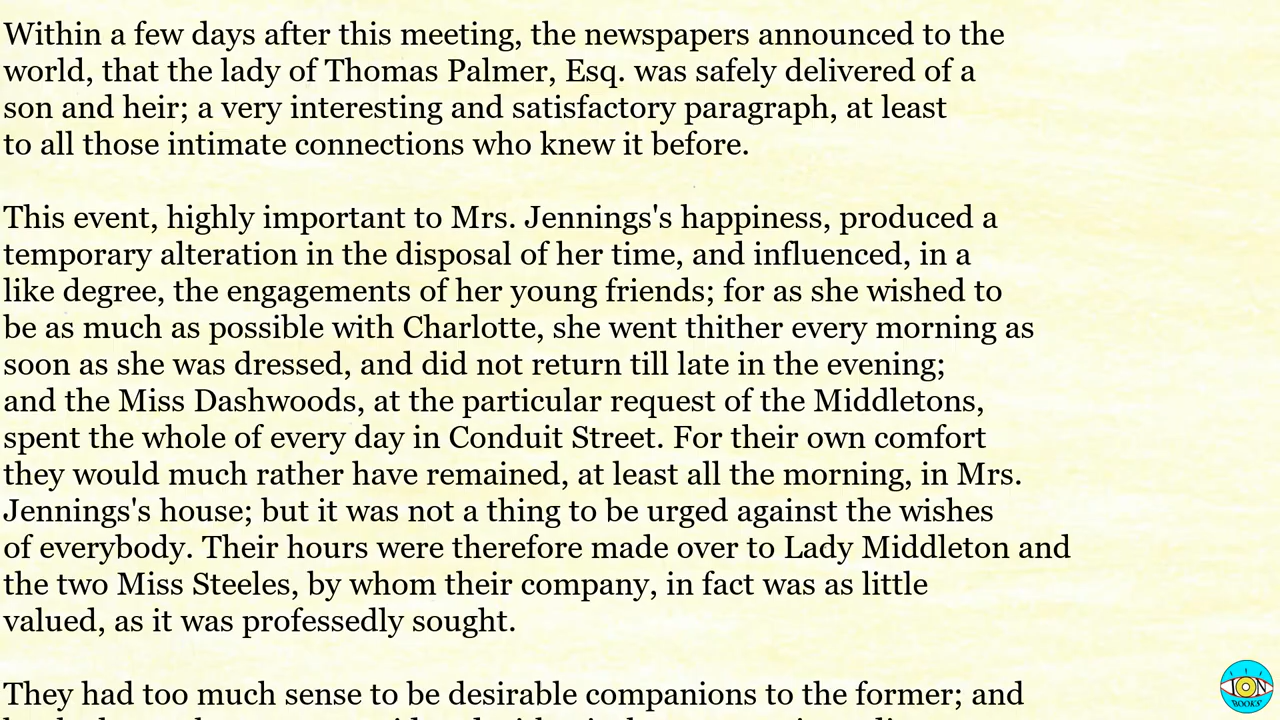 Within a few days after this meeting, the newspapers announced to the
world, that the lady of Thomas Palmer, Esq. was safely delivered of a
son and heir; a very interesting and satisfactory paragraph, at least
to all those intimate connections who knew it before.
This event, highly important to Mrs. Jennings's happiness, produced a
temporary alteration in the disposal of her time, and influenced, in a
like degree, the engagements of her young friends; for as she wished to
be as much as possible with Charlotte, she went thither every morning as
soon as she was dressed, and did not return till late in the evening;
and the Miss Dashwoods, at the particular request of the Middletons,
spent the whole of every day in Conduit Street. For their own comfort
they would much rather have remained, at least all the morning, in Mrs.
Jennings's house; but it was not a thing to be urged against the wishes
of everybody. Their hours were therefore made over to Lady Middleton and
the two Miss Steeles, by whom their company, in fact was as little
valued, as it was professedly sought.
They had too much sense to be desirable companions to the former; and
ION
BOOKS